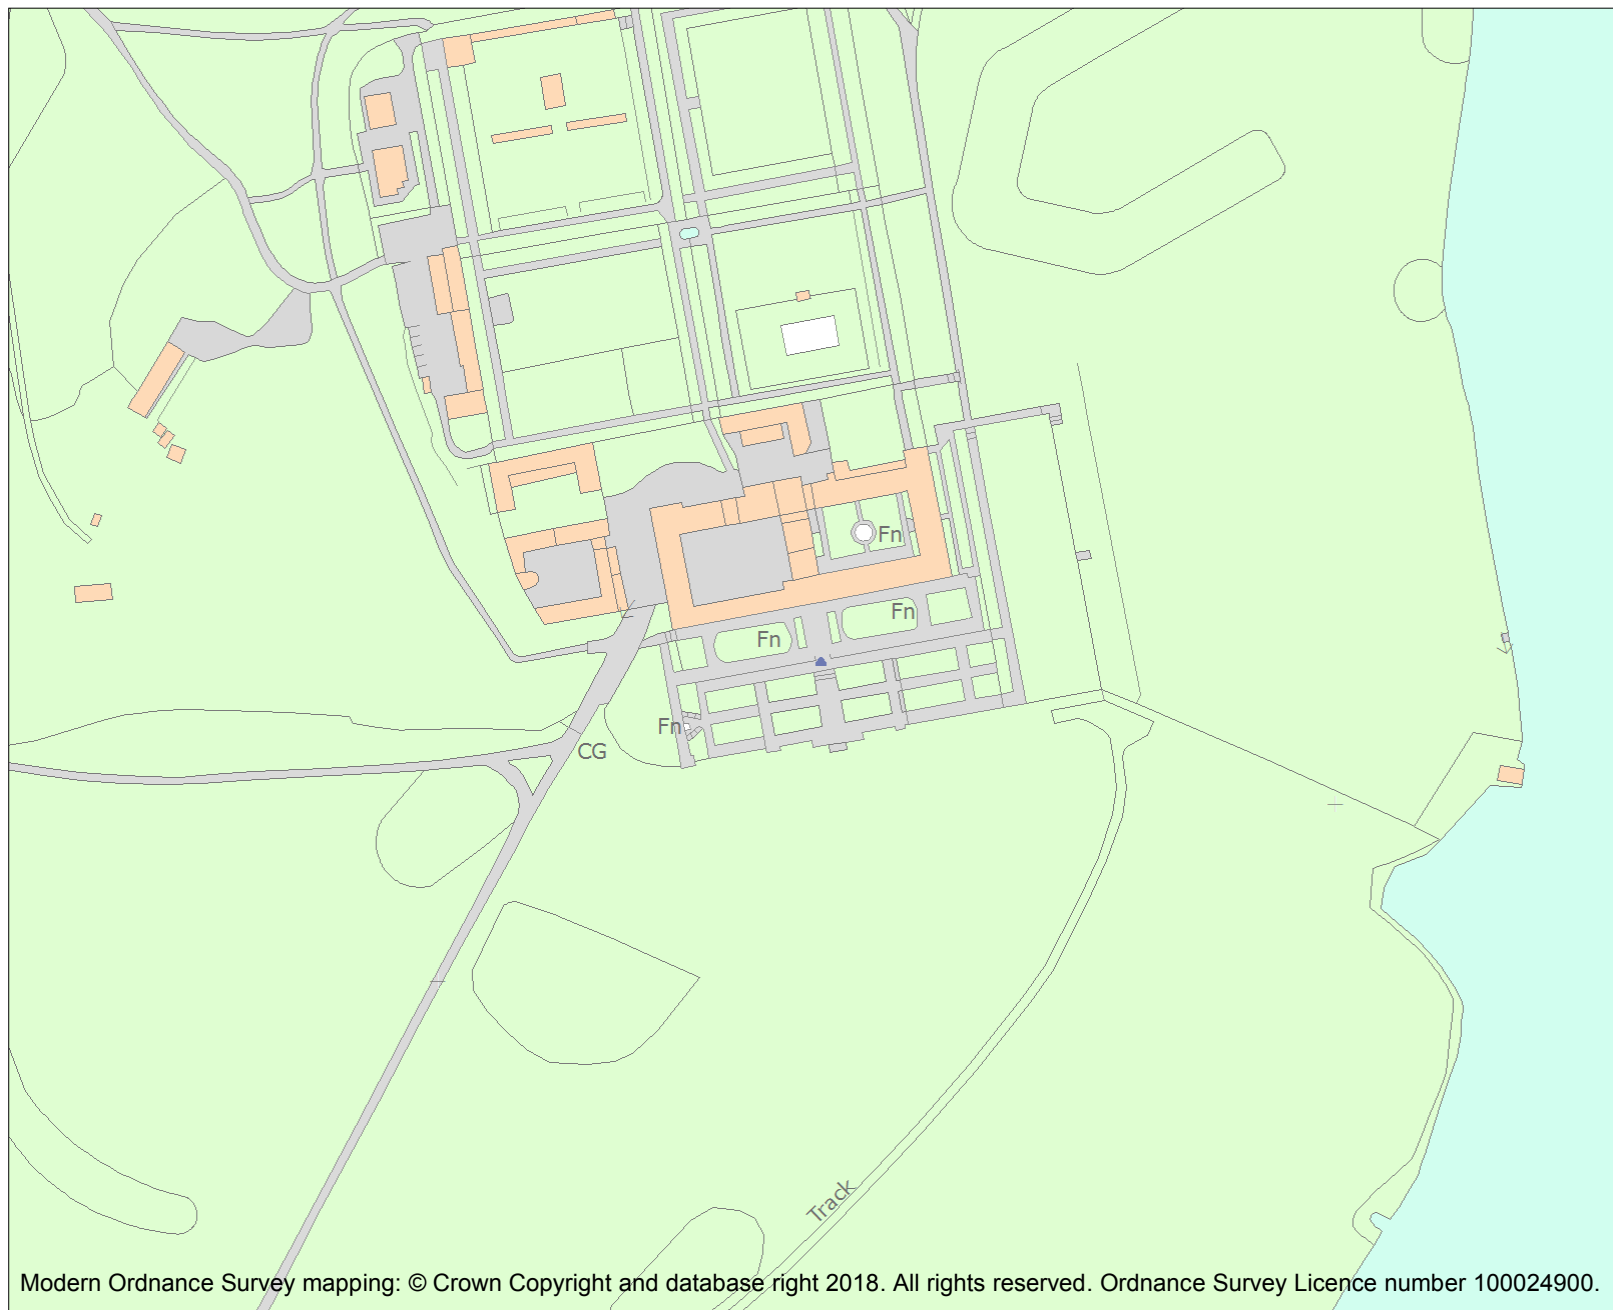 Fn
Fn
Fn
Fn
CG
Track
Modern Ordnance Survey mapping: © Crown Copyright and database right 2018. All rights reserved. Ordnance Survey Licence number 100024900.